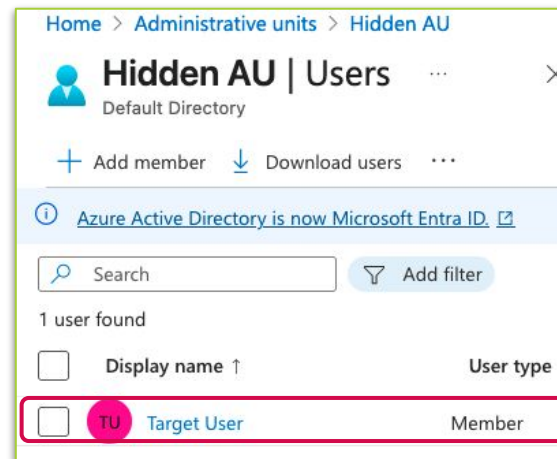 Home > Administrative units > Hidden AU
Hidden AU | Users ...
Default Directory
Add member Download users ...
Azure Active Directory is now Microsoft Entra ID.
Search Add filter
1 user found
Display name ↑ User type
TU Target User Member